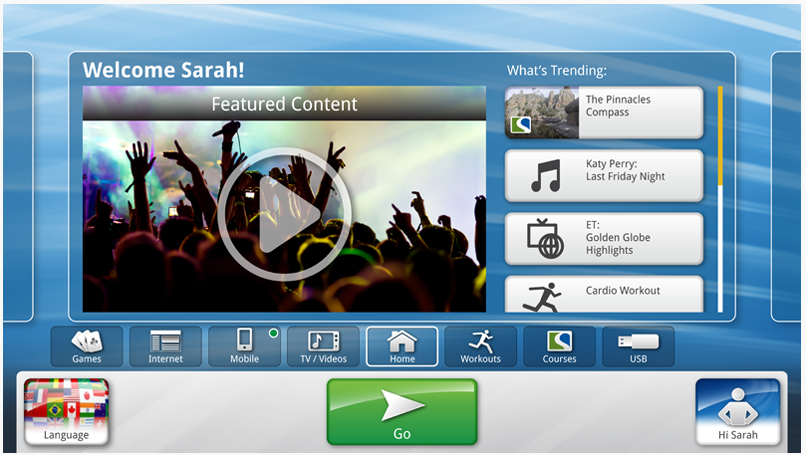 Welcome Sarah!
What's Trending:
Featured Content
The Pinnacles
Compass
Katy Perry:
Last Friday Night
ET:
Golden Globe
Highlights
Cardio Workout
Games
Internet
Mobile
TV / Videos
Home
Workouts
Courses
USB
Language
Go
Hi Sarah